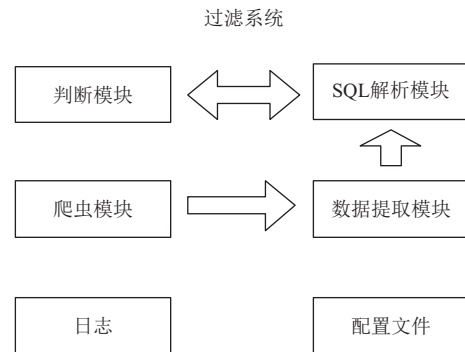 过滤系统
判断模块
SQL解析模块
爬虫模块
数据提取模块
日志
配置文件